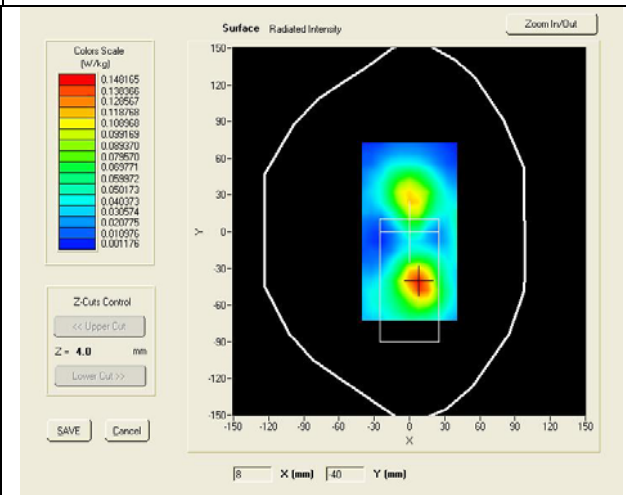 Surface Radiated Intensity
Zoom In/Out
Colors Scale
(W/kg)
0.148165
0.138366
0.128567
0.118768
0.108968
0.099169
0.089370
0.079570
0.069771
0.059972
0.050173
0.040373
0.030574
0.020775
0.010976
0.001176
Z-Cuts Control
<< Upper Cut
Z = 4.0 mm
Lower Cut >>
SAVE Cancel
150
120
90
60
30
0
-30
-60
-90
-120
-150
Y
-150 -120 -90 -60 -30 0 30 60 90 120 150
X
8 X (mm) -40 Y (mm)